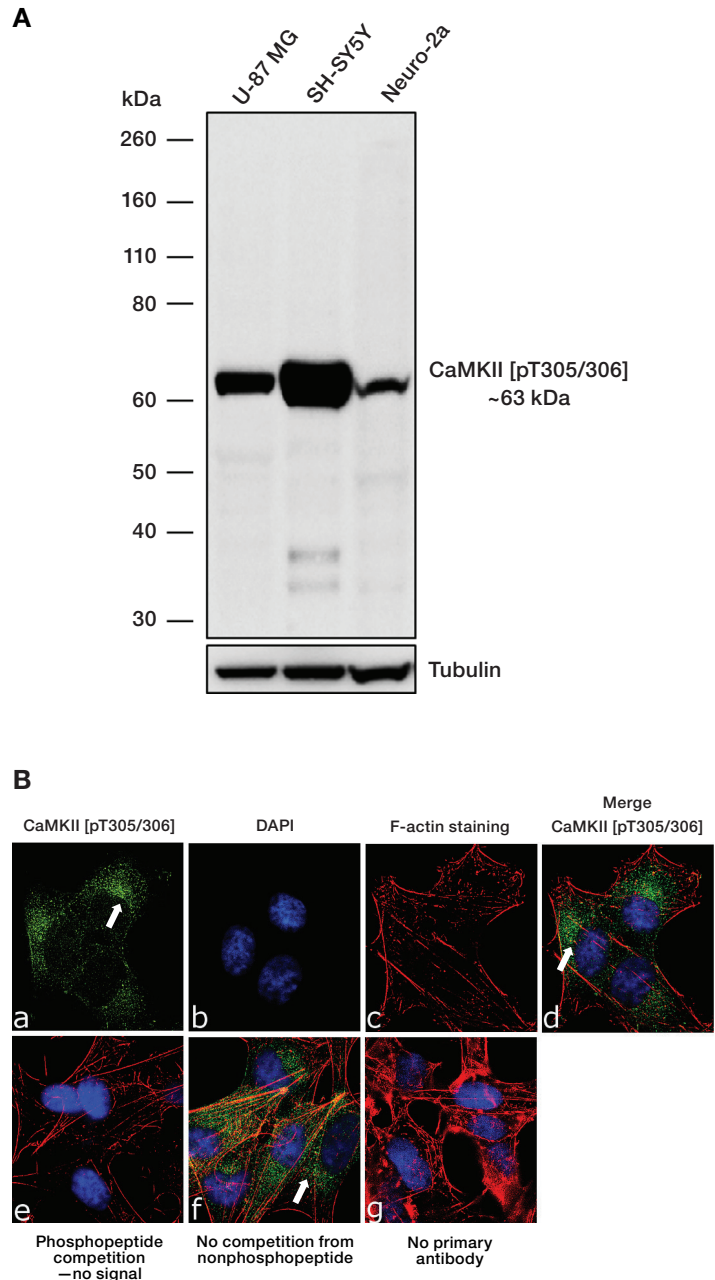 A
U-87 MG
SH-SY5Y
Neuro-2a
kDa
260
160
110
80
60
50
40
30
CaMKII [pT305/306]
~63 kDa
Tubulin
B
CaMKII [pT305/306]
DAPI
F-actin staining
Merge
CaMKII [pT305/306]
a
b
c
d
e
f
g
Phosphopeptide
competition
—no signal
No competition from
nonphosphopeptide
No primary
antibody